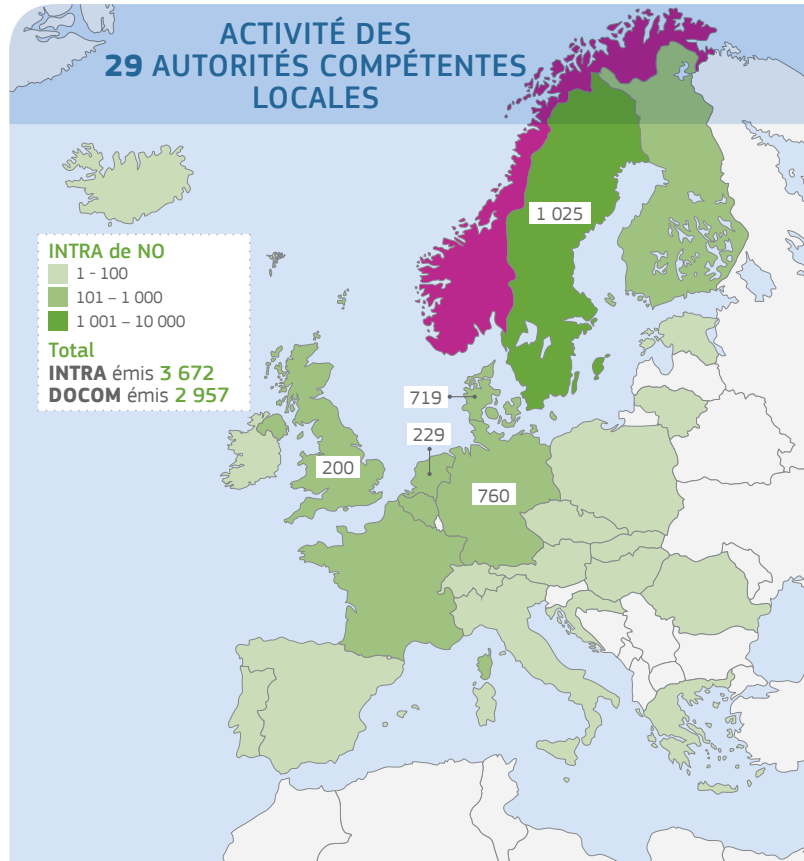 ACTIVITÉ DES
29 AUTORITÉS COMPÉTENTES
LOCALES
1 025
INTRA de NO
1 - 100
101 – 1 000
1 001 – 10 000
Total
INTRA émis 3 672
DOCOM émis 2 957
719
229
200
760